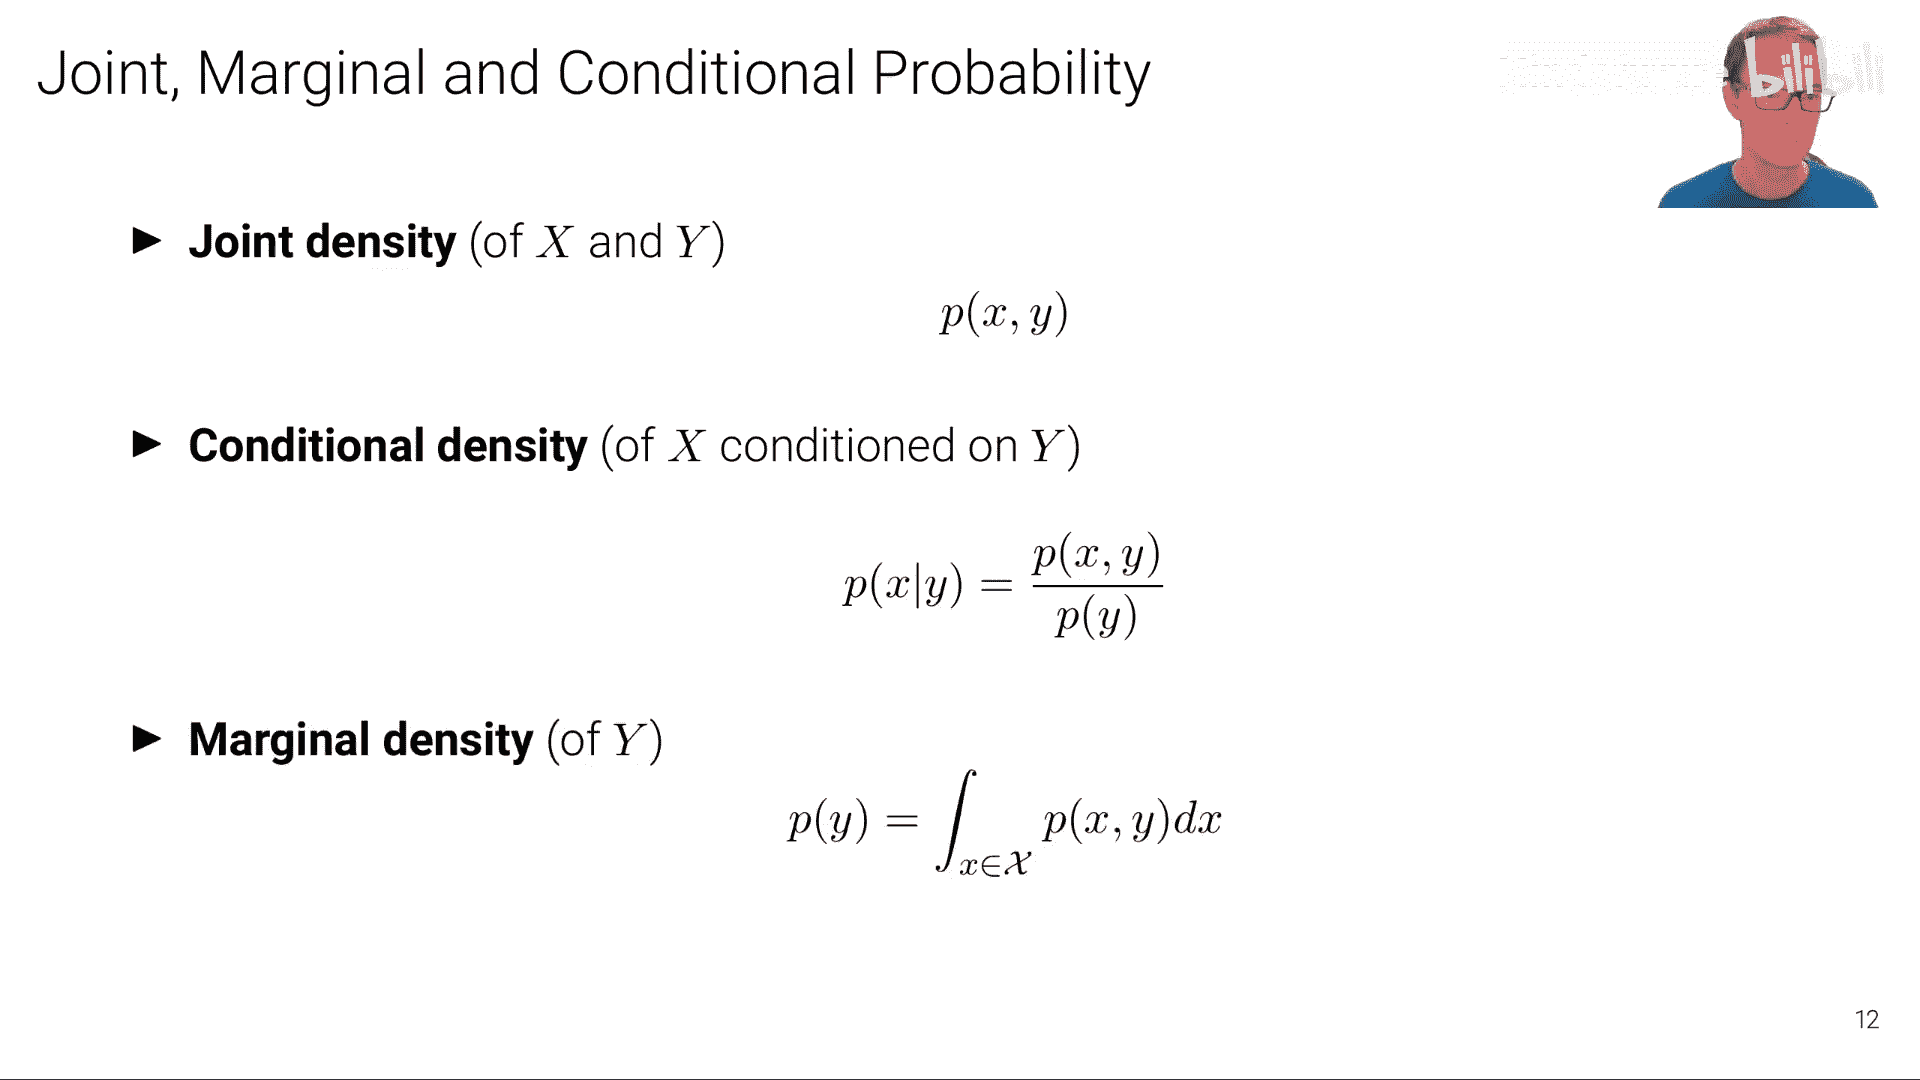 Joint, Marginal and Conditional Probability
bilibili
▶ Joint density (of X and Y)
p(x, y)
▶ Conditional density (of X conditioned on Y)
p(x|y) = p(x, y) / p(y)
▶ Marginal density (of Y)
p(y) = ∫_{x∈𝒳} p(x, y)dx
12